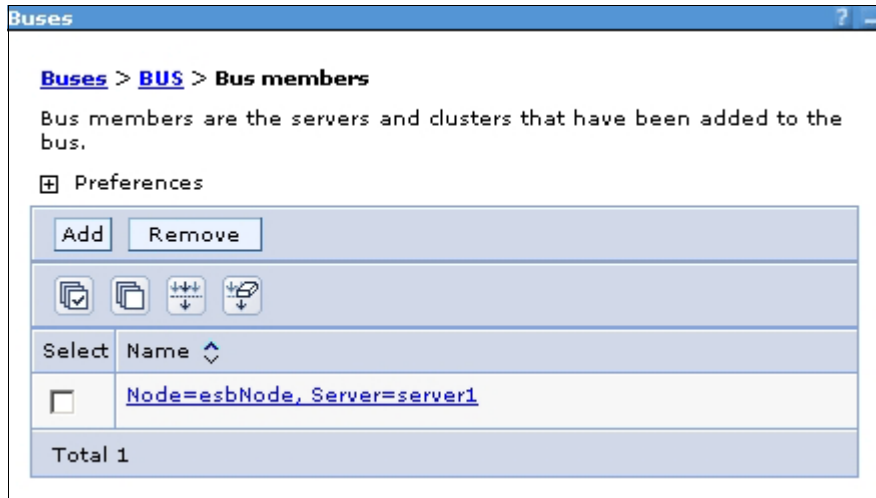 Buses ? _
Buses > BUS > Bus members
Bus members are the servers and clusters that have been added to the
bus.
Preferences
Add Remove
Select Name
Node=esbNode, Server=server1
Total 1